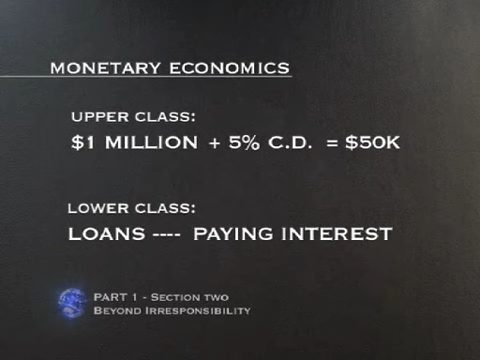 MONETARY ECONOMICS
UPPER CLASS:
$1 MILLION + 5% C.D. = $50K
LOWER CLASS:
LOANS ---- PAYING INTEREST
PART 1 - SECTION TWO
BEYOND IRRESPONSIBILITY